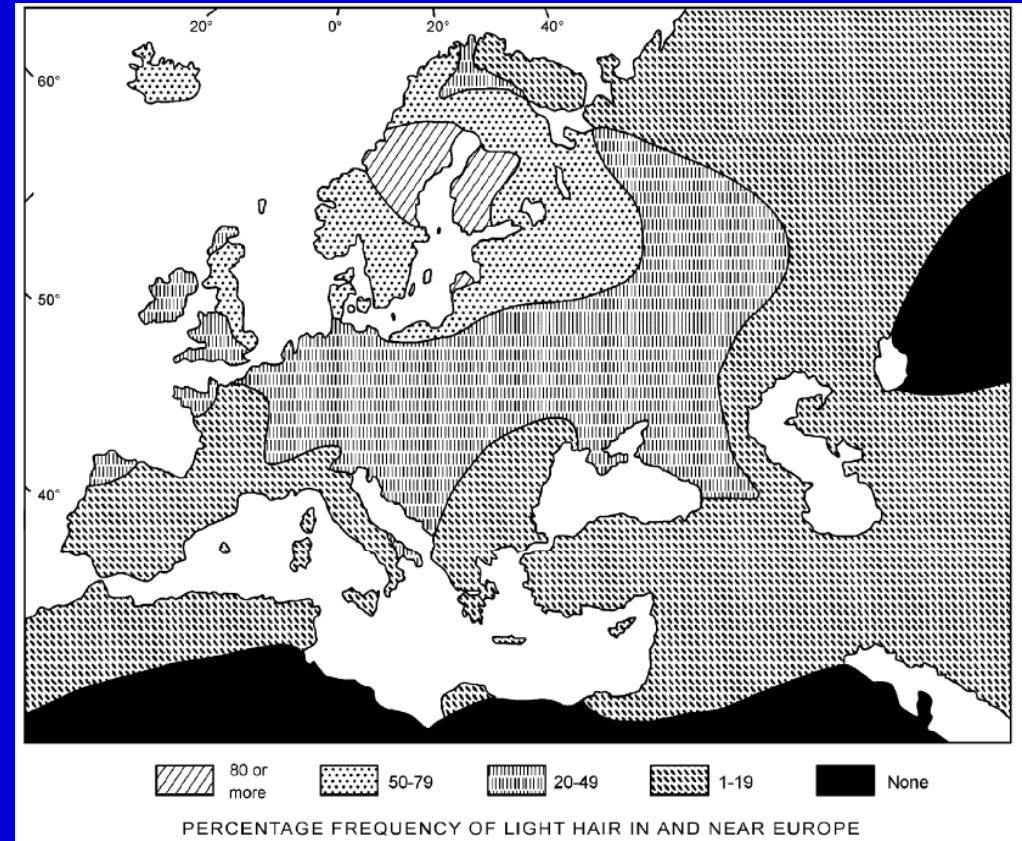 20° 0° 20° 40°
60°
50°
40°
80 or
more
50-79
20-49
1-19
None
PERCENTAGE FREQUENCY OF LIGHT HAIR IN AND NEAR EUROPE